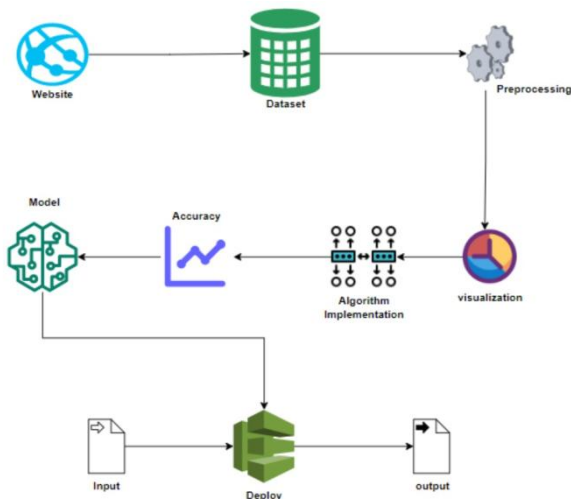 Website
Dataset
Preprocessing
Model
Accuracy
Algorithm
Implementation
visualization
Input
Deploy
output